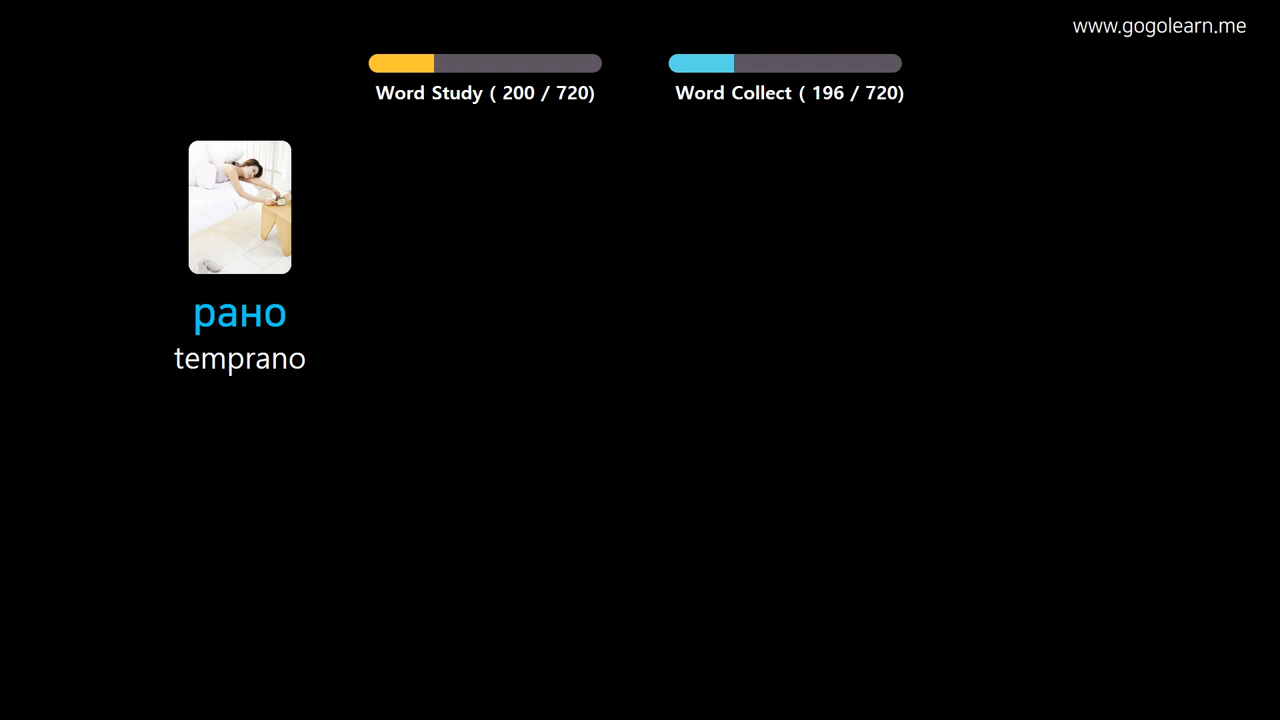 www.gogolearn.me
Word Study ( 200 / 720)
Word Collect ( 196 / 720)
рано
temprano